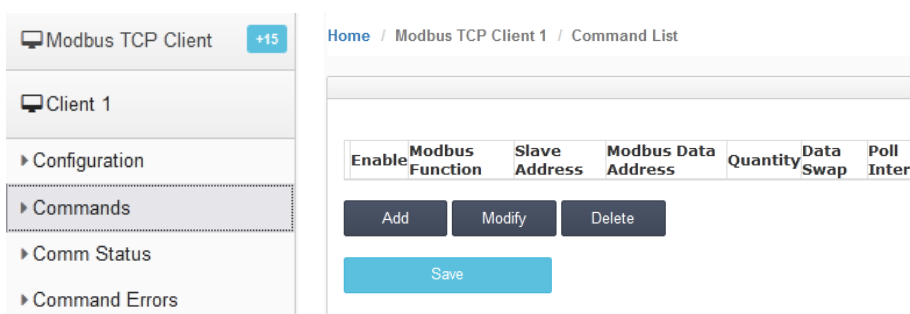 Modbus TCP Client +15
Client 1
Configuration
Commands
Comm Status
Command Errors
Home / Modbus TCP Client 1 / Command List
Enable Modbus Function Slave Address Modbus Data Address Quantity Data Swap Poll Inter
Add Modify Delete
Save